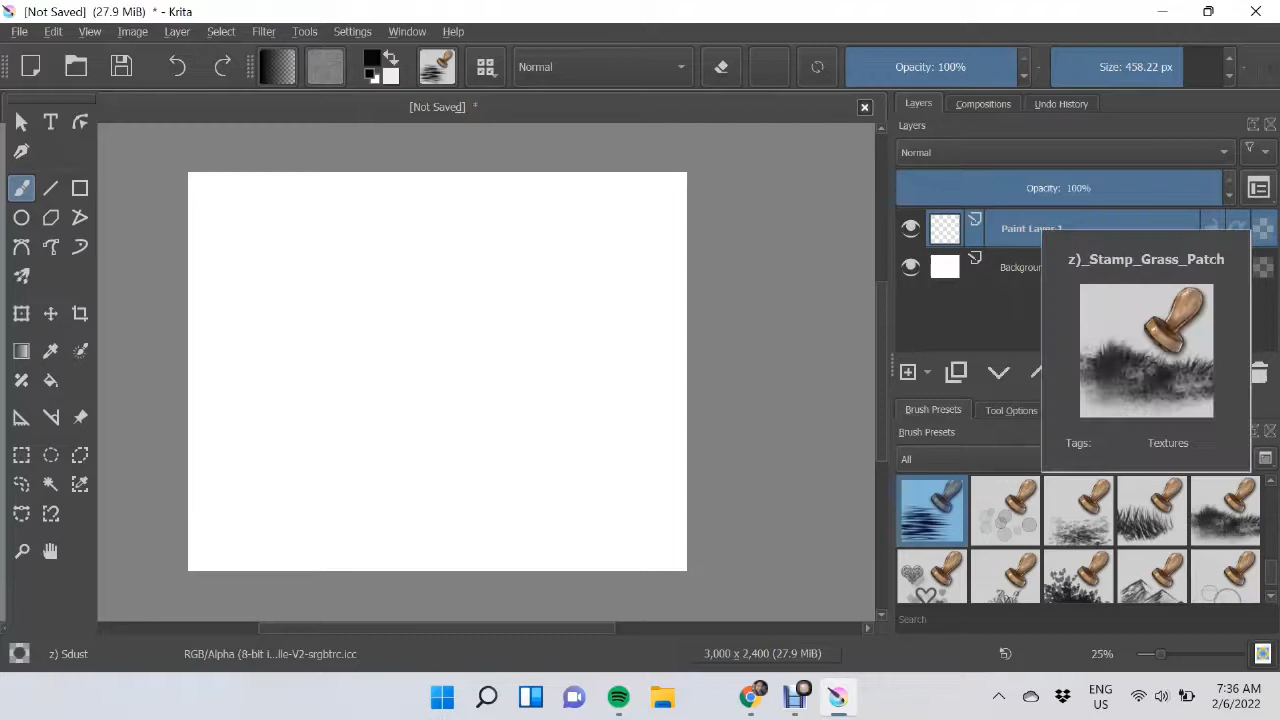 [Not Saved] (27.9 MiB) * - Krita
File Edit View Image Layer Select Filter Tools Settings Window Help
Normal
Opacity: 100%
Size: 458.22 px
[Not Saved] *
Layers Compositions Undo History
Layers
Normal
Opacity: 100%
Paint Layer 1
z)_Stamp_Grass_Patch
Tags: Textures
Brush Presets Tool Options
Brush Presets
All
Search
z) Sdust
RGB/Alpha (8-bit i...lle-V2-srgbtrc.icc
3,000 x 2,400 (27.9 MiB)
25%
ENG
US
7:36 AM
2/6/2022